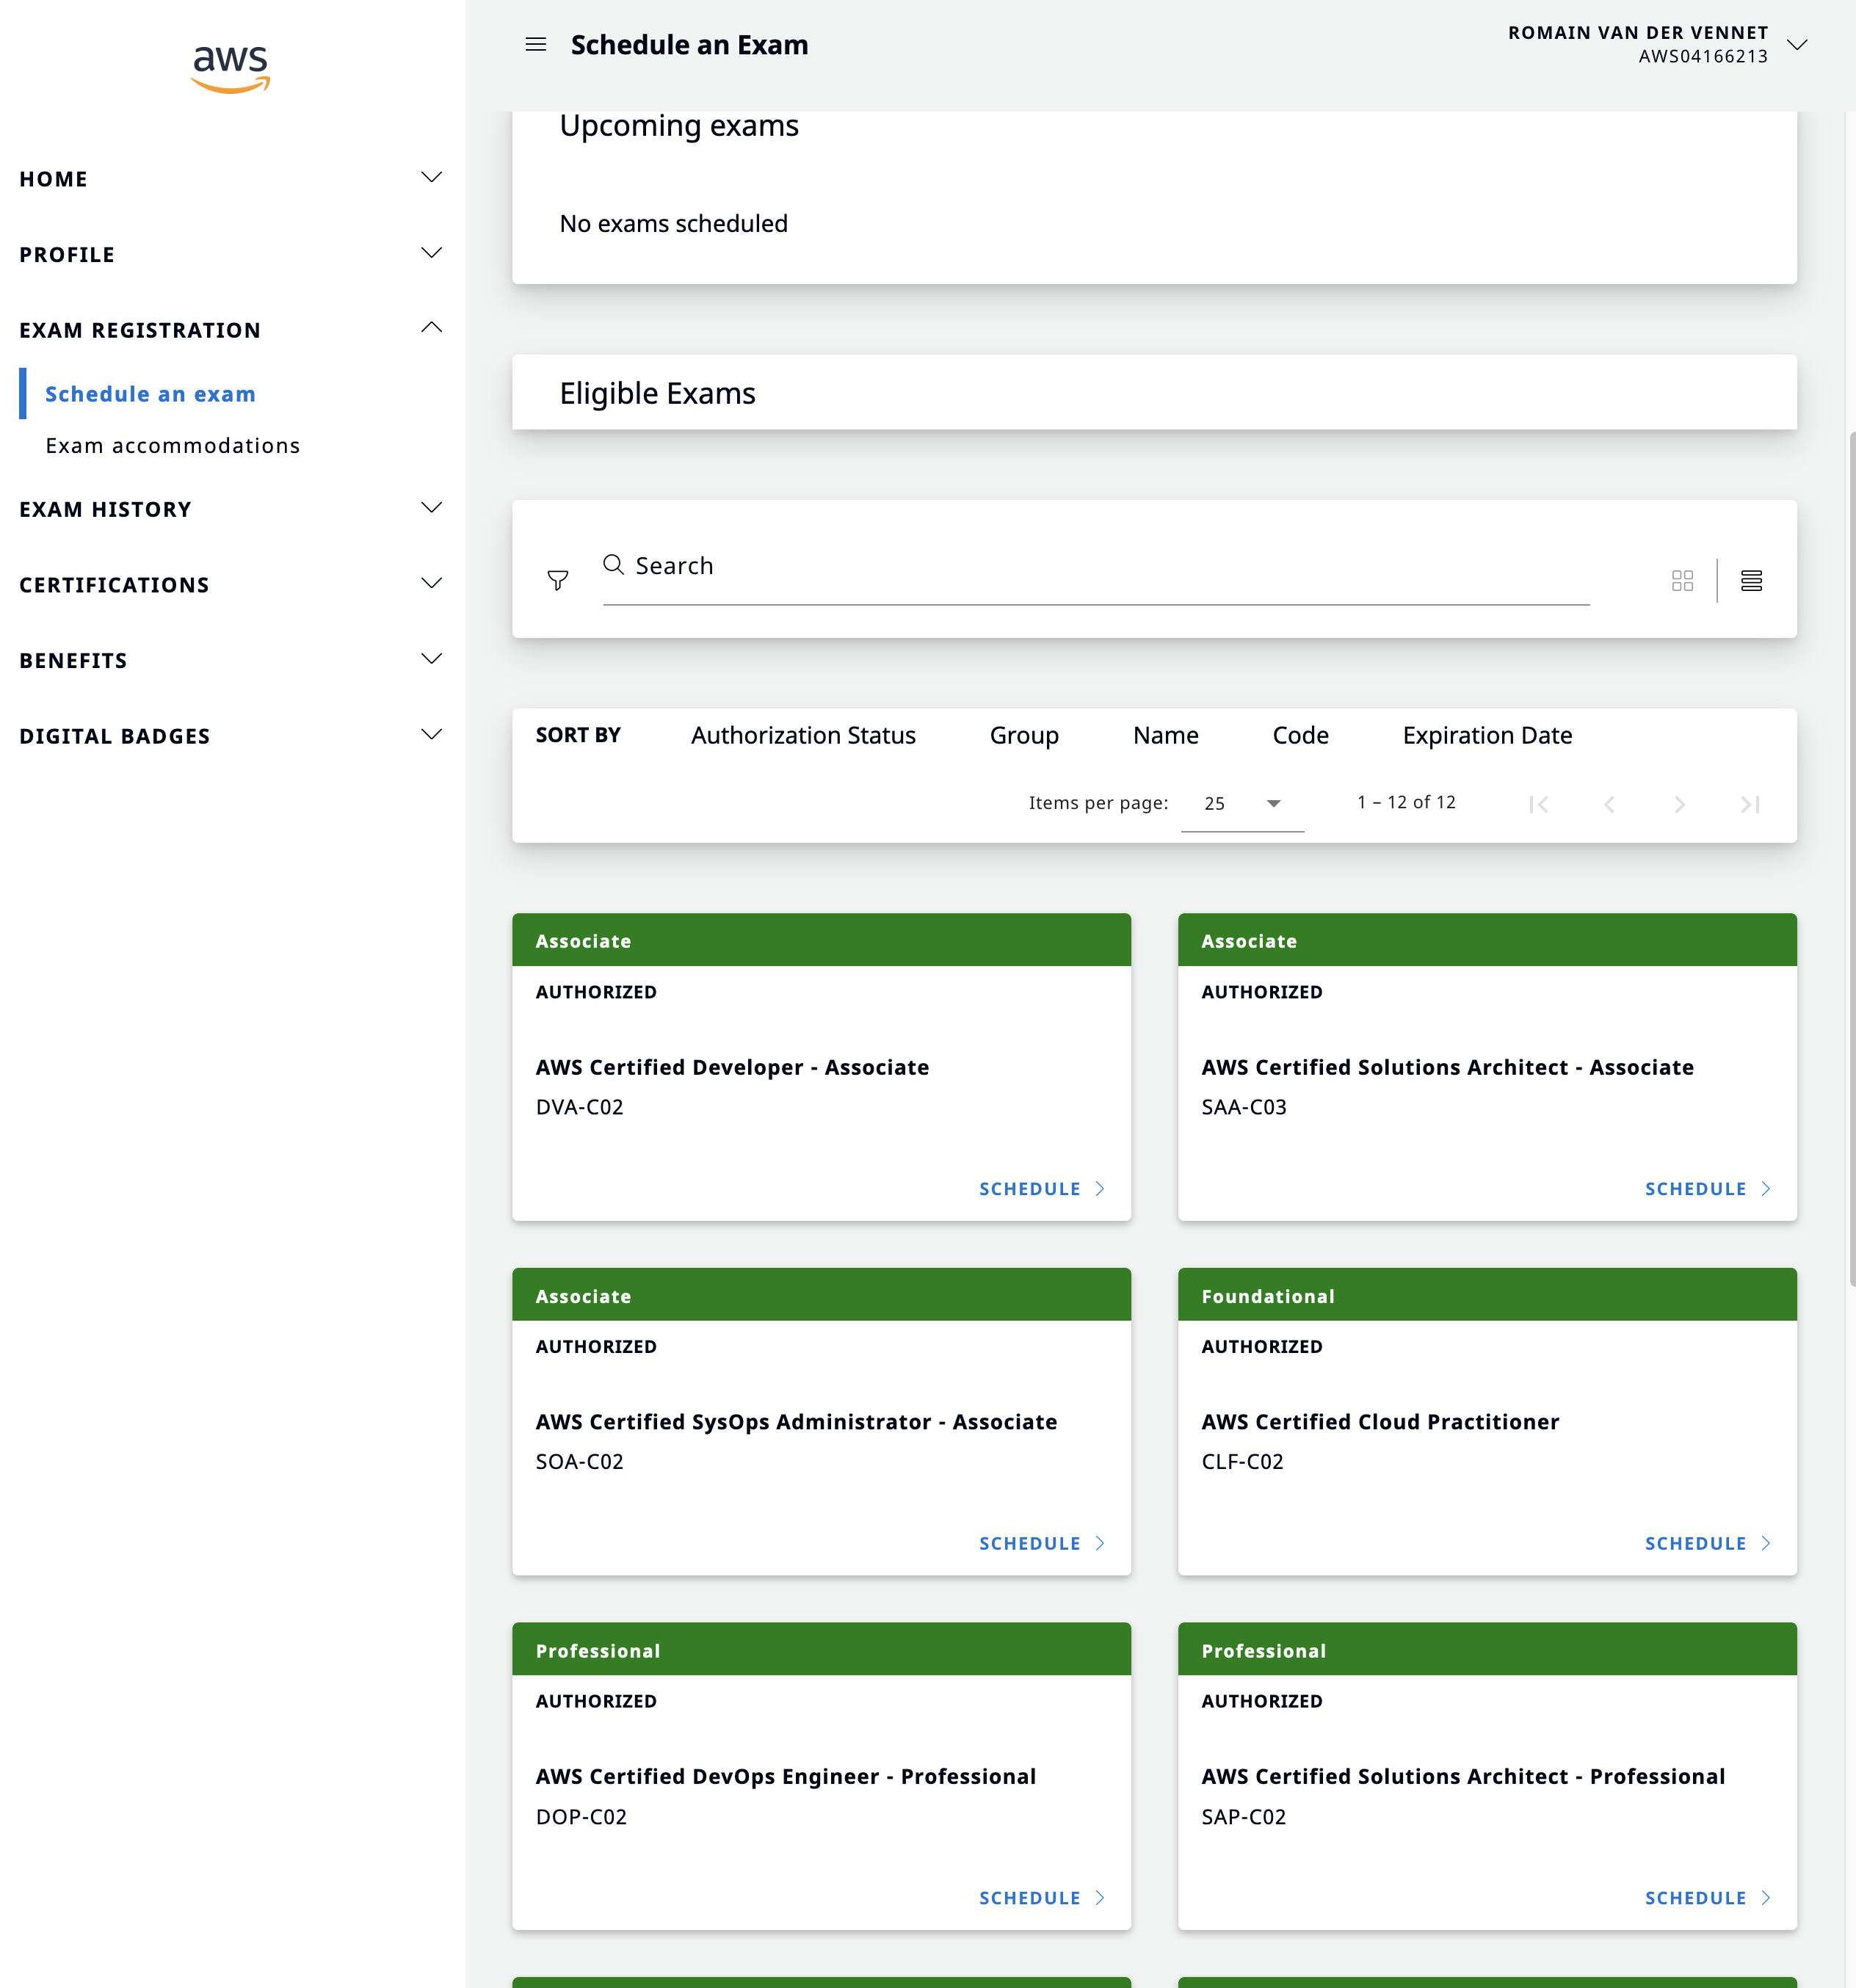 aws
HOME
PROFILE
EXAM REGISTRATION
Schedule an exam
Exam accommodations
EXAM HISTORY
CERTIFICATIONS
BENEFITS
DIGITAL BADGES
Schedule an Exam
ROMAIN VAN DER VENNET
AWS04166213
Upcoming exams
No exams scheduled
Eligible Exams
Search
SORT BY Authorization Status Group Name Code Expiration Date
Items per page: 25 1 – 12 of 12
Associate
AUTHORIZED
AWS Certified Developer - Associate
DVA-C02
SCHEDULE
Associate
AUTHORIZED
AWS Certified Solutions Architect - Associate
SAA-C03
SCHEDULE
Associate
AUTHORIZED
AWS Certified SysOps Administrator - Associate
SOA-C02
SCHEDULE
Foundational
AUTHORIZED
AWS Certified Cloud Practitioner
CLF-C02
SCHEDULE
Professional
AUTHORIZED
AWS Certified DevOps Engineer - Professional
DOP-C02
SCHEDULE
Professional
AUTHORIZED
AWS Certified Solutions Architect - Professional
SAP-C02
SCHEDULE